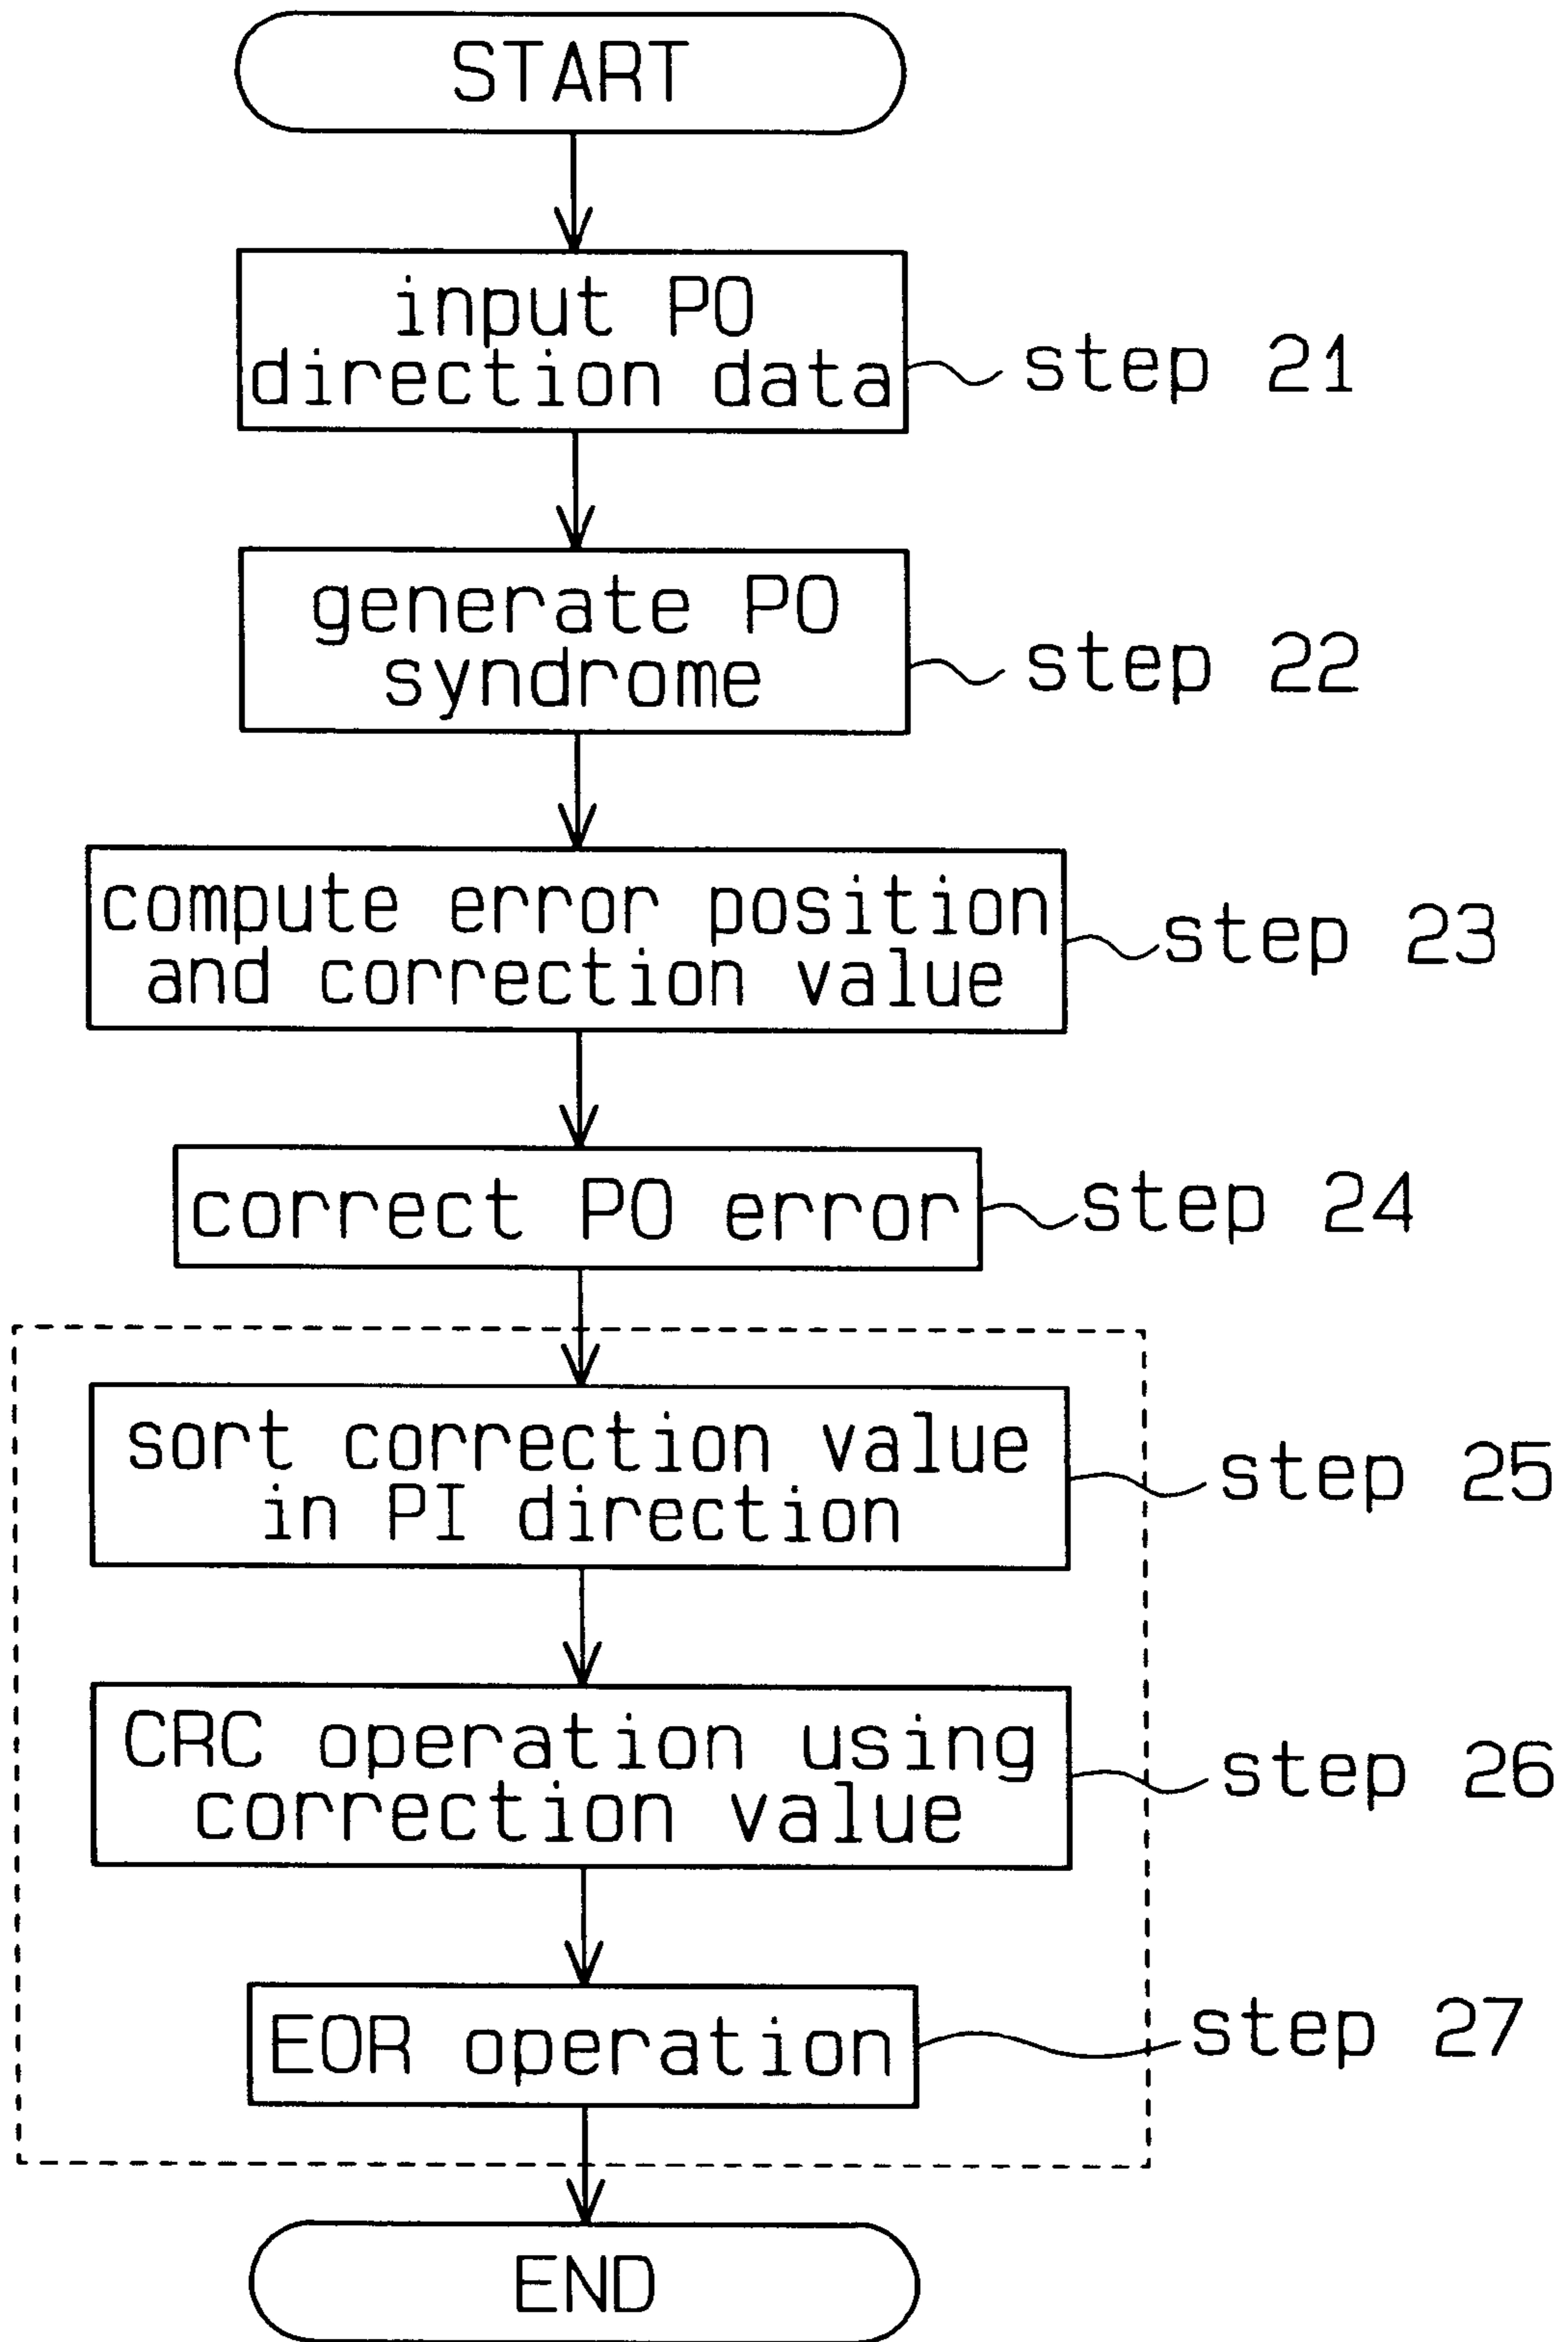 START
input PO
direction data
step 21
generate PO
syndrome
step 22
compute error position
and correction value
step 23
correct PO error
step 24
sort correction value
in PI direction
step 25
CRC operation using
correction value
step 26
EOR operation
step 27
END